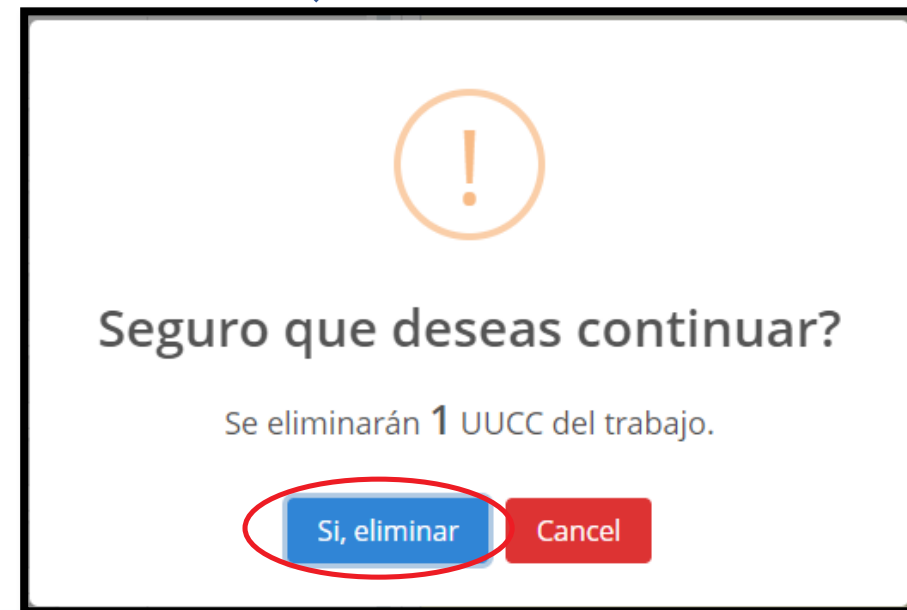 !
Seguro que deseas continuar?
Se eliminarán 1 UUCC del trabajo.
Si, eliminar Cancel